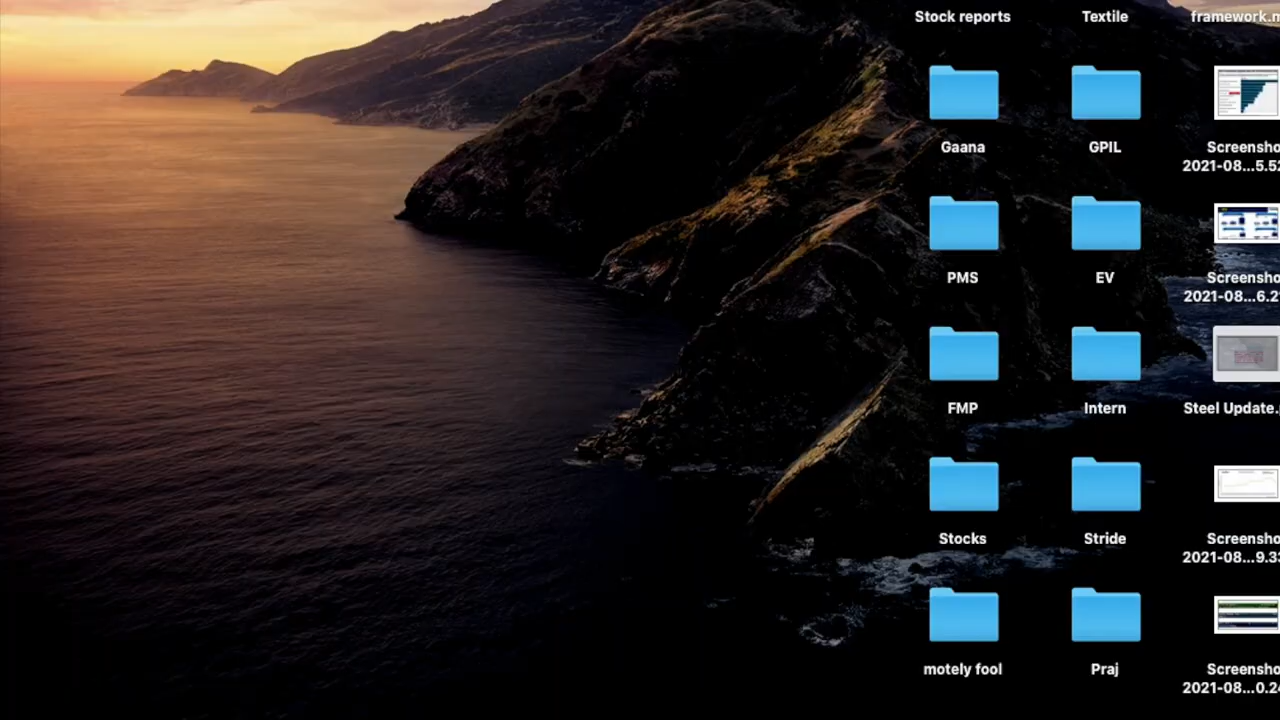 Stock reports
Textile
framework.n
Gaana
GPIL
Screensho
2021-08...5.52
PMS
EV
Screensho
2021-08...6.2
FMP
Intern
Steel Update.
Stocks
Stride
Screensho
2021-08...9.33
motely fool
Praj
Screensho
2021-08...0.24